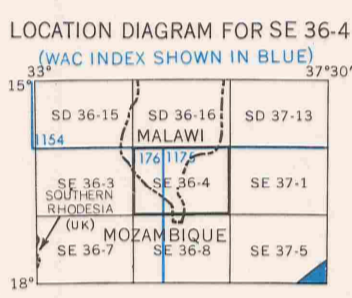 LOCATION DIAGRAM FOR SE 36-4
(WAC INDEX SHOWN IN BLUE)
33° 37°30'
15°
SD 36-15 SD 36-16 SD 37-13
1154 MALAWI
176 1175
SE 36-3 SE 36-4 SE 37-1
SOUTHERN
RHODESIA
(UK)
MOZAMBIQUE
SE 36-7 SE 36-8 SE 37-5
18°